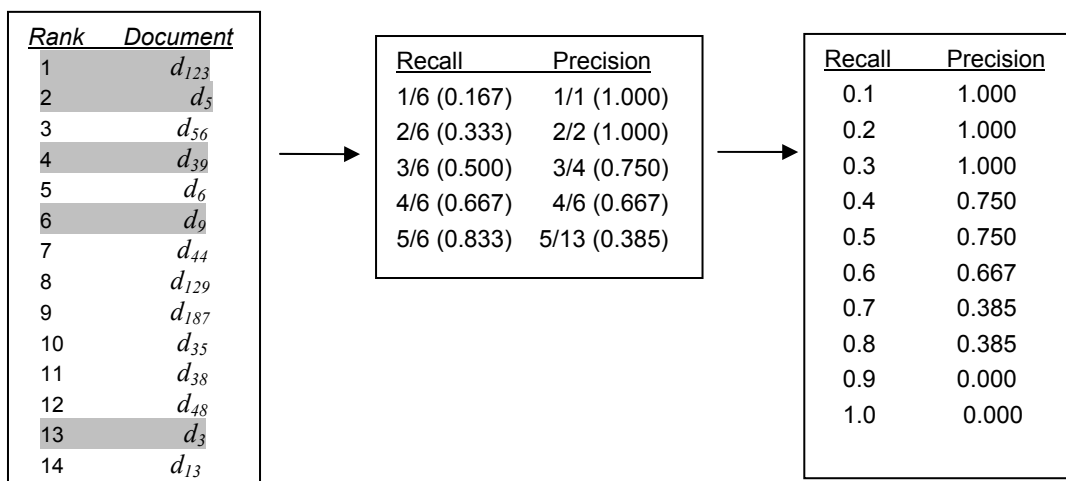 Rank Document
1 d123
2 d5
3 d56
4 d39
5 d6
6 d9
7 d44
8 d129
9 d187
10 d35
11 d38
12 d48
13 d3
14 d13
Recall Precision
1/6 (0.167) 1/1 (1.000)
2/6 (0.333) 2/2 (1.000)
3/6 (0.500) 3/4 (0.750)
4/6 (0.667) 4/6 (0.667)
5/6 (0.833) 5/13 (0.385)
Recall Precision
0.1 1.000
0.2 1.000
0.3 1.000
0.4 0.750
0.5 0.750
0.6 0.667
0.7 0.385
0.8 0.385
0.9 0.000
1.0 0.000